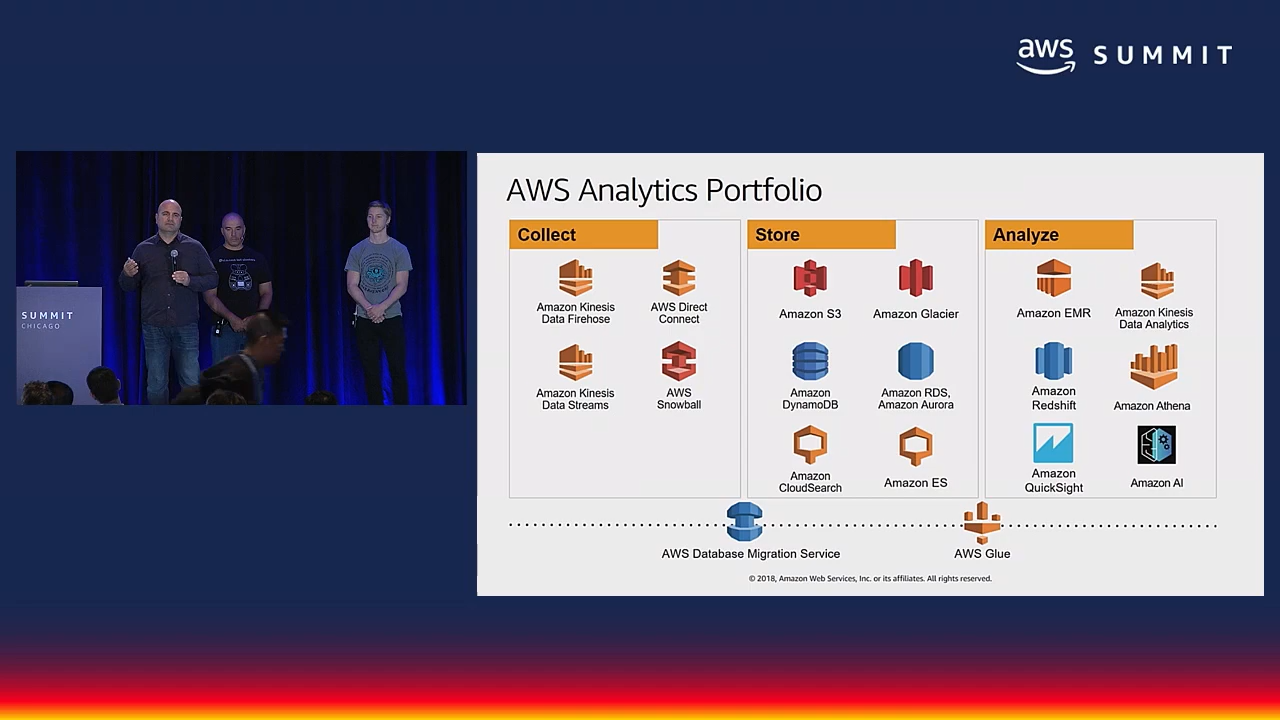 aws SUMMIT
SUMMIT
CHICAGO
AWS Analytics Portfolio
Collect
Amazon Kinesis
Data Firehose
AWS Direct
Connect
Amazon Kinesis
Data Streams
AWS
Snowball
Store
Amazon S3
Amazon Glacier
Amazon
DynamoDB
Amazon RDS,
Amazon Aurora
Amazon
CloudSearch
Amazon ES
Analyze
Amazon EMR
Amazon Kinesis
Data Analytics
Amazon
Redshift
Amazon Athena
Amazon
QuickSight
Amazon AI
AWS Database Migration Service
AWS Glue
© 2018, Amazon Web Services, Inc. or its affiliates. All rights reserved.